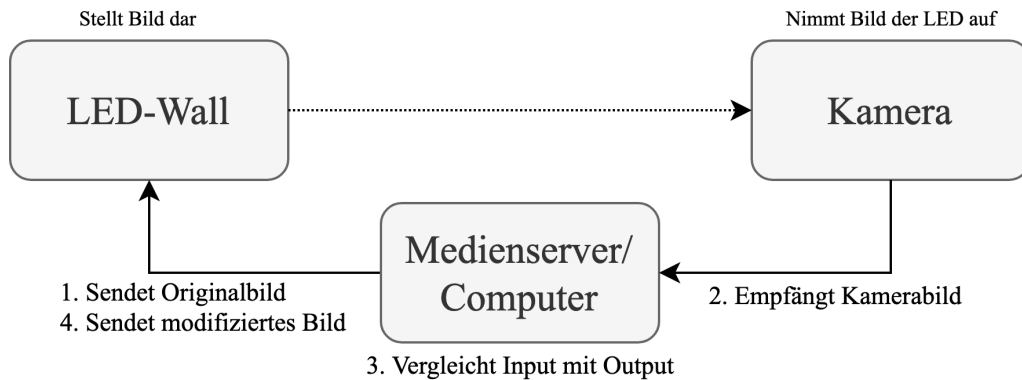 Stellt Bild dar
Nimmt Bild der LED auf
LED-Wall
Kamera
Medienserver/
Computer
1. Sendet Originalbild
4. Sendet modifiziertes Bild
2. Empfängt Kamerabild
3. Vergleicht Input mit Output